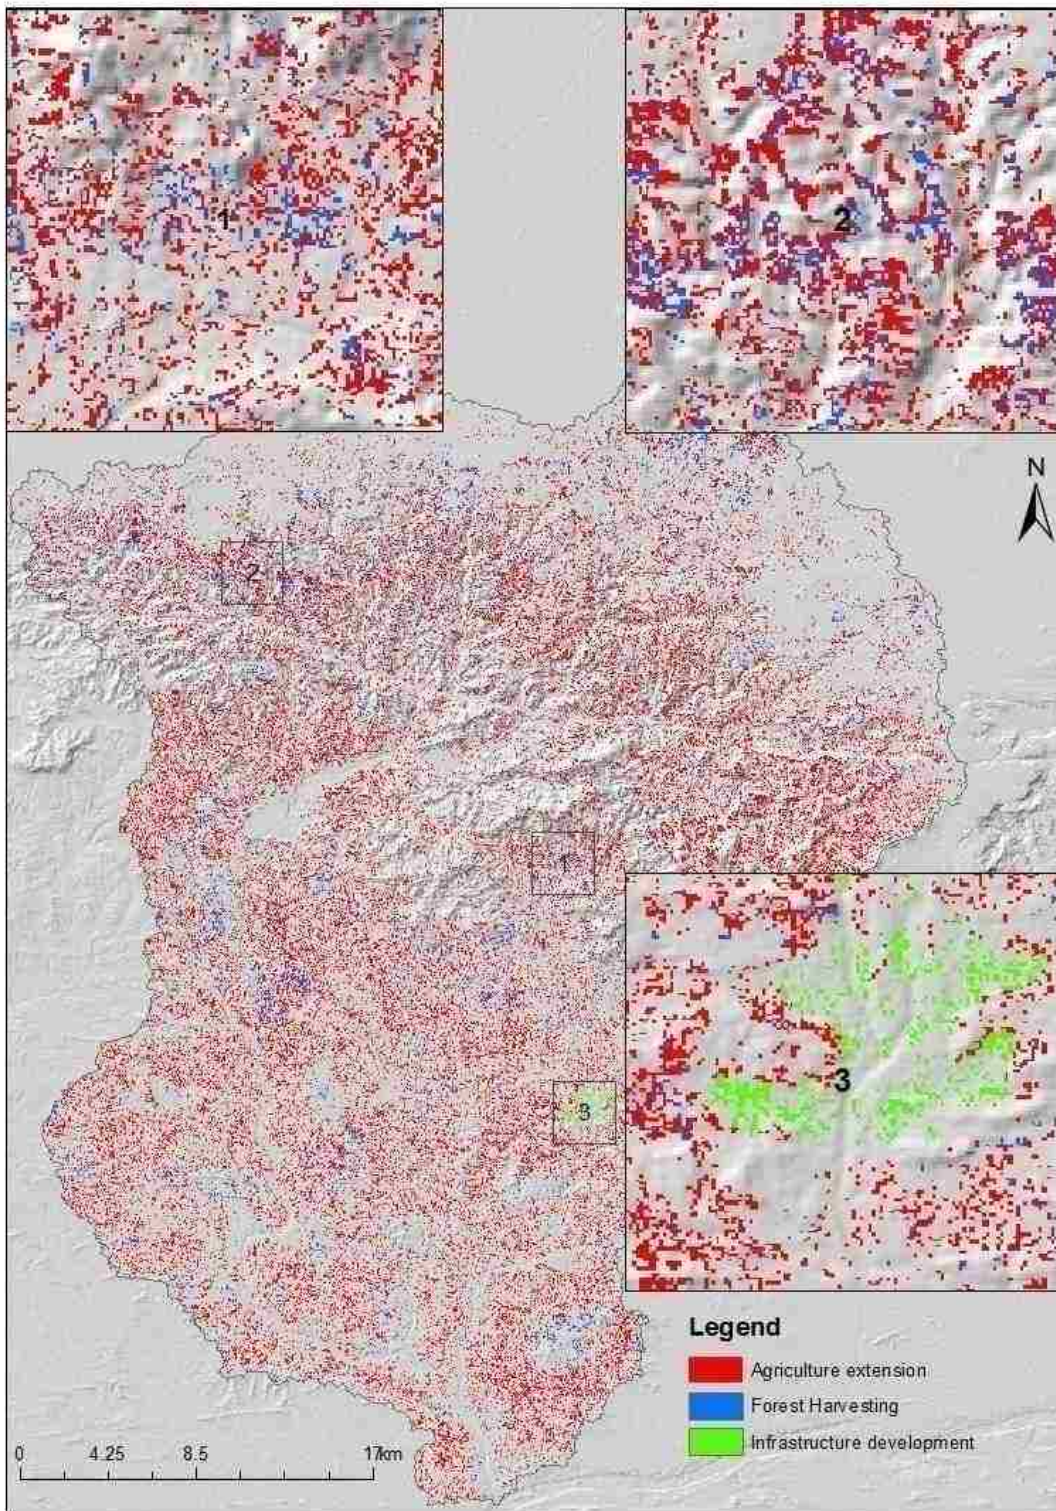 1
2
N
2
1
3
3
Legend
Agriculture extension
Forest Harvesting
Infrastructure development
0 4.25 8.5 17km